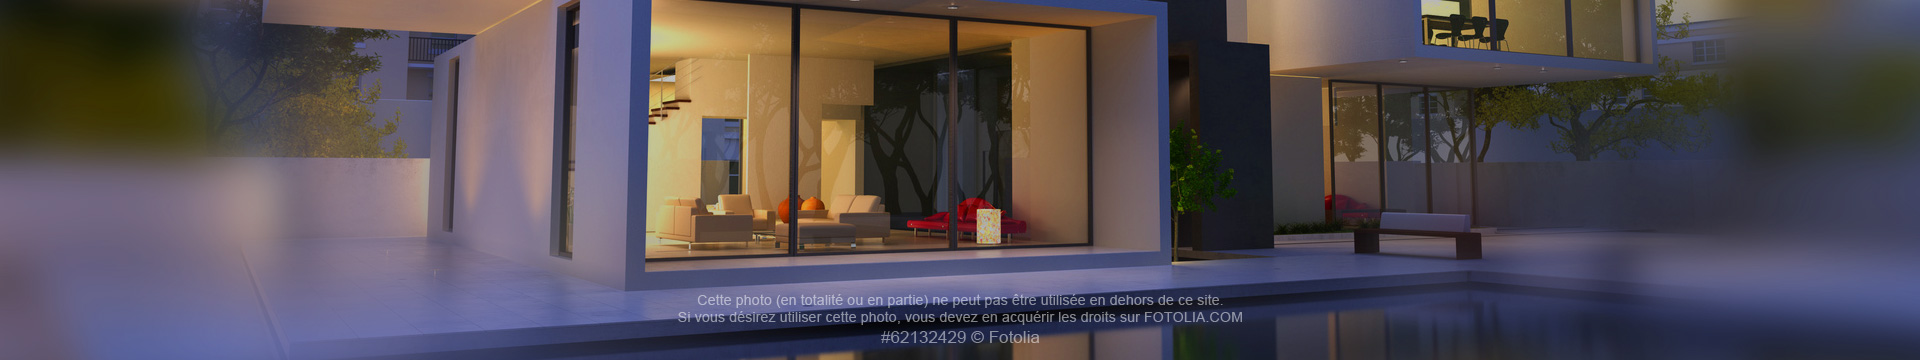 Cette photo (en totalité ou en partie) ne peut pas être utilisée en dehors de ce site.
Si vous désirez utiliser cette photo, vous devez en acquérir les droits sur FOTOLIA.COM
#62132429 © Fotolia